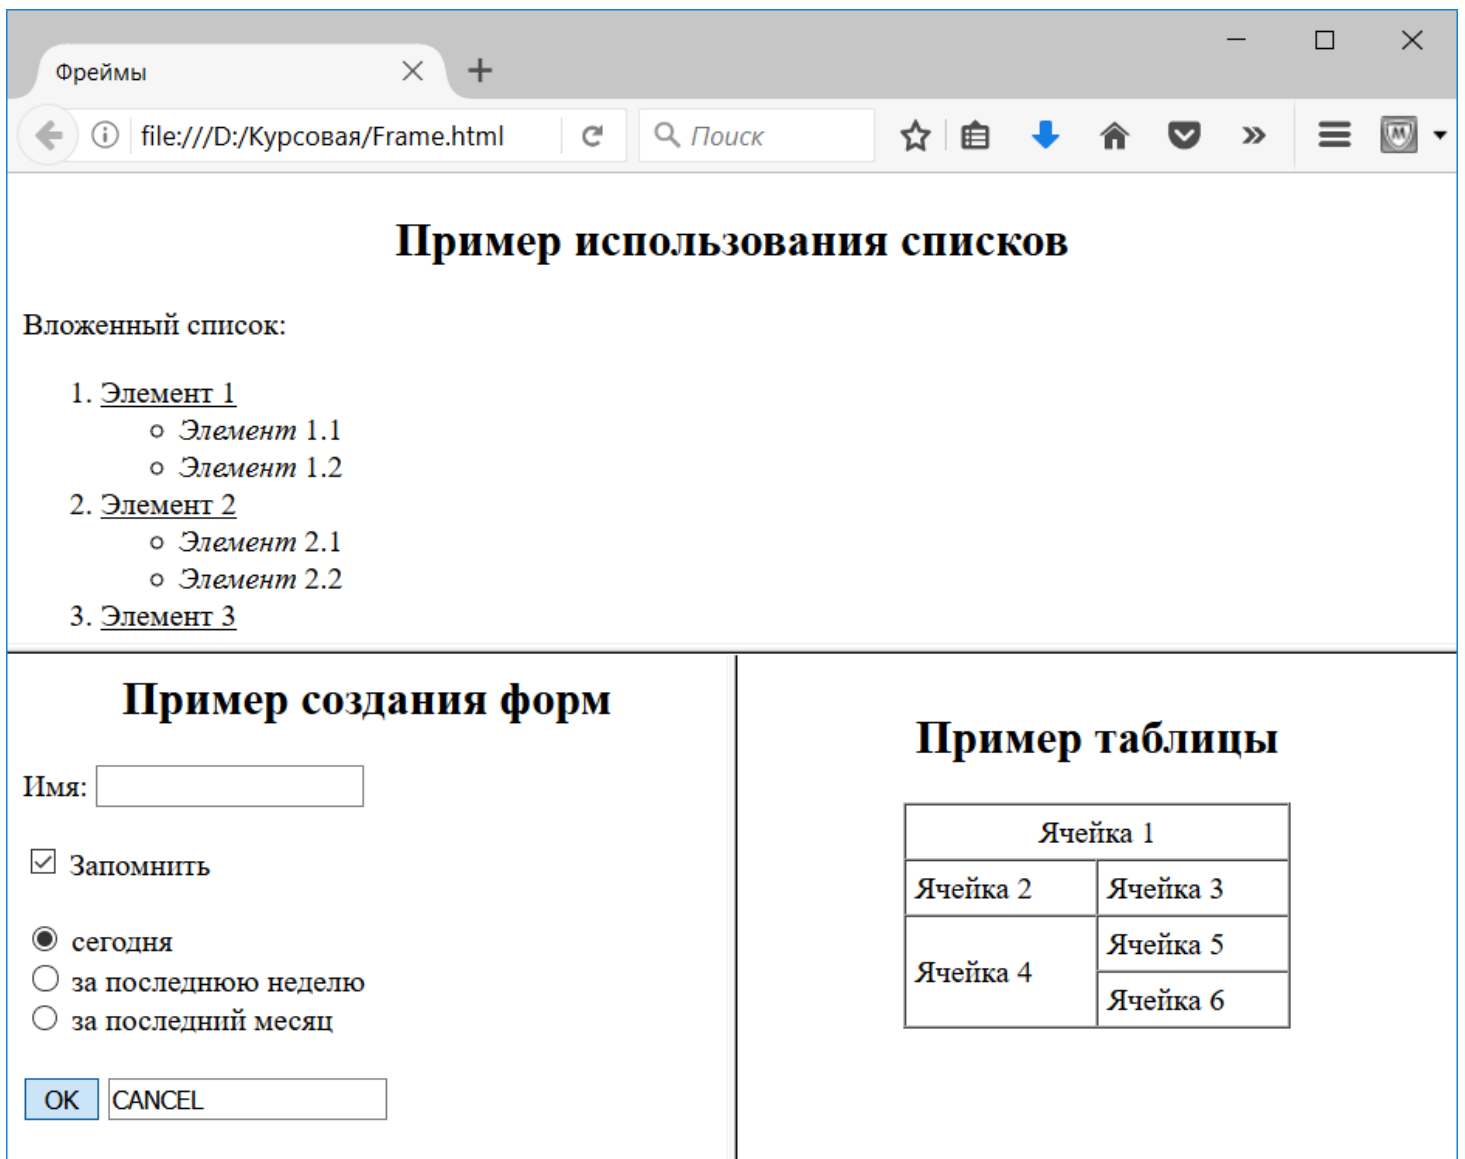 Фреймы
file:///D:/Курсовая/Frame.html
Поиск
Пример использования списков
Вложенный список:
1. Элемент 1
Элемент 1.1
Элемент 1.2
2. Элемент 2
Элемент 2.1
Элемент 2.2
3. Элемент 3
Пример создания форм
Имя:
Запомнить
сегодня
за последнюю неделю
за последний месяц
OK CANCEL
Пример таблицы
Ячейка 1
Ячейка 2 Ячейка 3
Ячейка 4 Ячейка 5
Ячейка 6